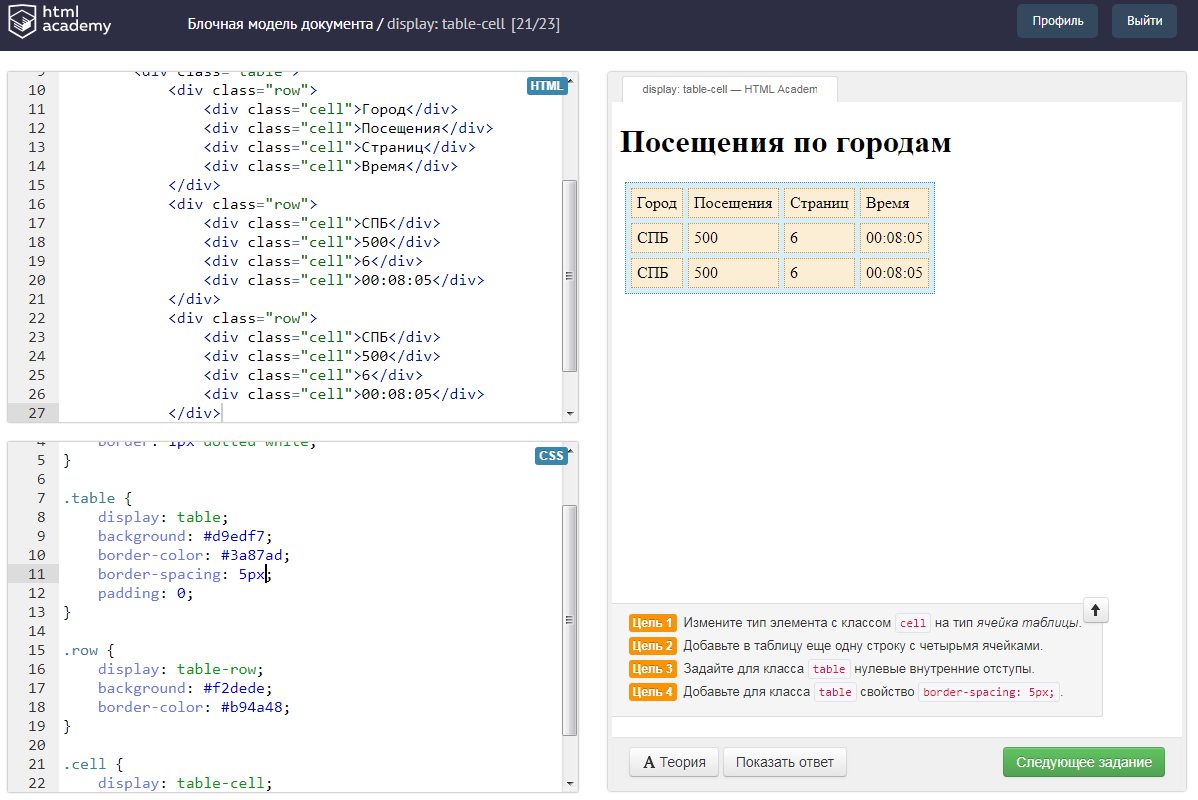 html
academy
Блочная модель документа / display: table-cell [21/23]
Профиль
Выйти
9 <div class="table">
10 <div class="row">
11 <div class="cell">Город</div>
12 <div class="cell">Посещения</div>
13 <div class="cell">Страниц</div>
14 <div class="cell">Время</div>
15 </div>
16 <div class="row">
17 <div class="cell">СПБ</div>
18 <div class="cell">500</div>
19 <div class="cell">6</div>
20 <div class="cell">00:08:05</div>
21 </div>
22 <div class="row">
23 <div class="cell">СПБ</div>
24 <div class="cell">500</div>
25 <div class="cell">6</div>
26 <div class="cell">00:08:05</div>
27 </div>
HTML
4 border: 1px dotted white;
5 }
6
7 .table {
8 display: table;
9 background: #d9edf7;
10 border-color: #3a87ad;
11 border-spacing: 5px;
12 padding: 0;
13 }
14
15 .row {
16 display: table-row;
17 background: #f2dede;
18 border-color: #b94a48;
19 }
20
21 .cell {
22 display: table-cell;
CSS
display: table-cell — HTML Academ
Посещения по городам
Город Посещения Страниц Время
СПБ 500 6 00:08:05
СПБ 500 6 00:08:05
Цель 1 Измените тип элемента с классом cell на тип ячейка таблицы.
Цель 2 Добавьте в таблицу еще одну строку с четырьмя ячейками.
Цель 3 Задайте для класса table нулевые внутренние отступы.
Цель 4 Добавьте для класса table свойство border-spacing: 5px; .
A Теория
Показать ответ
Следующее задание